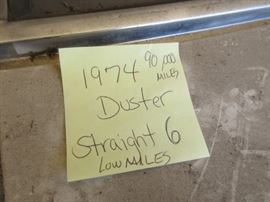 1974 90,000 MILES
Duster
Straight 6
LOW MILES